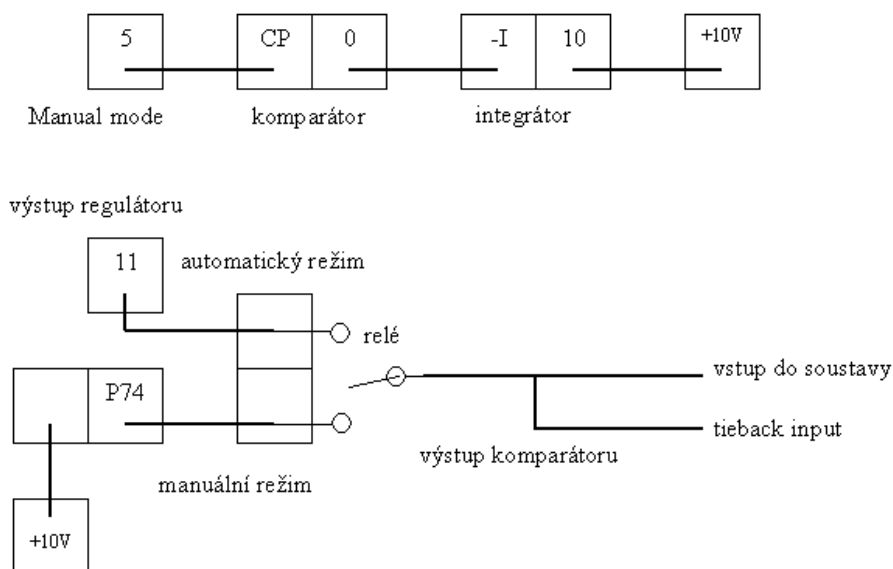 5 CP 0 -I 10 +10V
Manual mode komparátor integrátor
výstup regulátoru
11 automatický režim
relé
P74 vstup do soustavy
tieback input
výstup komparátoru
manuální režim
+10V